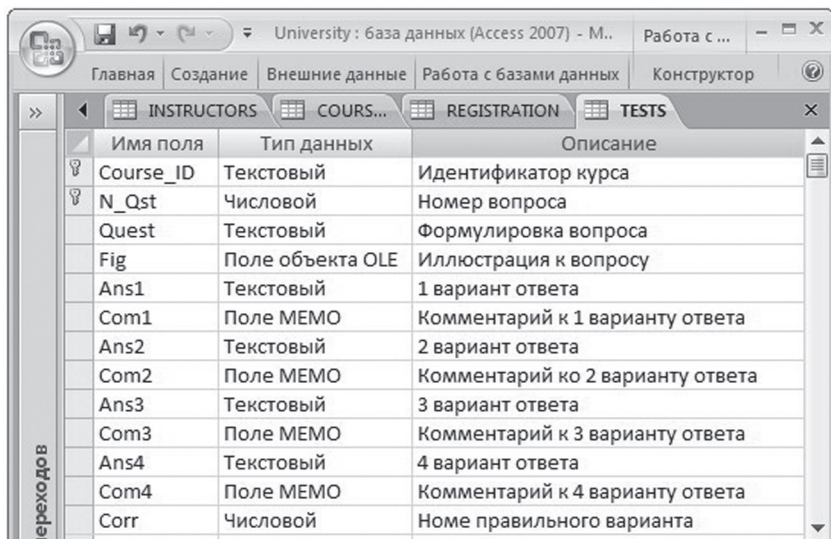 University : база данных (Access 2007) - M..
Работа с ...
Главная Создание Внешние данные Работа с базами данных Конструктор
INSTRUCTORS COURS... REGISTRATION TESTS
Имя поля Тип данных Описание
Course_ID Текстовый Идентификатор курса
N_Qst Числовой Номер вопроса
Quest Текстовый Формулировка вопроса
Fig Поле объекта OLE Иллюстрация к вопросу
Ans1 Текстовый 1 вариант ответа
Com1 Поле МЕМО Комментарий к 1 варианту ответа
Ans2 Текстовый 2 вариант ответа
Com2 Поле МЕМО Комментарий ко 2 варианту ответа
Ans3 Текстовый 3 вариант ответа
Com3 Поле МЕМО Комментарий к 3 варианту ответа
Ans4 Текстовый 4 вариант ответа
Com4 Поле МЕМО Комментарий к 4 варианту ответа
Corr Числовой Номе правильного варианта
ереходов